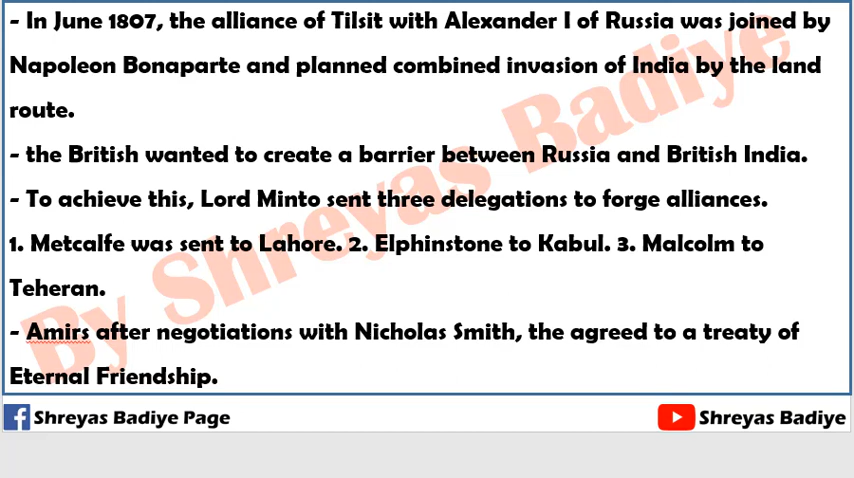 - In June 1807, the alliance of Tilsit with Alexander I of Russia was joined by
Napoleon Bonaparte and planned combined invasion of India by the land
route.
- the British wanted to create a barrier between Russia and British India.
- To achieve this, Lord Minto sent three delegations to forge alliances.
1. Metcalfe was sent to Lahore. 2. Elphinstone to Kabul. 3. Malcolm to
Teheran.
- Amirs after negotiations with Nicholas Smith, the agreed to a treaty of
Eternal Friendship.
By Shreyas Badiye
Shreyas Badiye Page
Shreyas Badiye